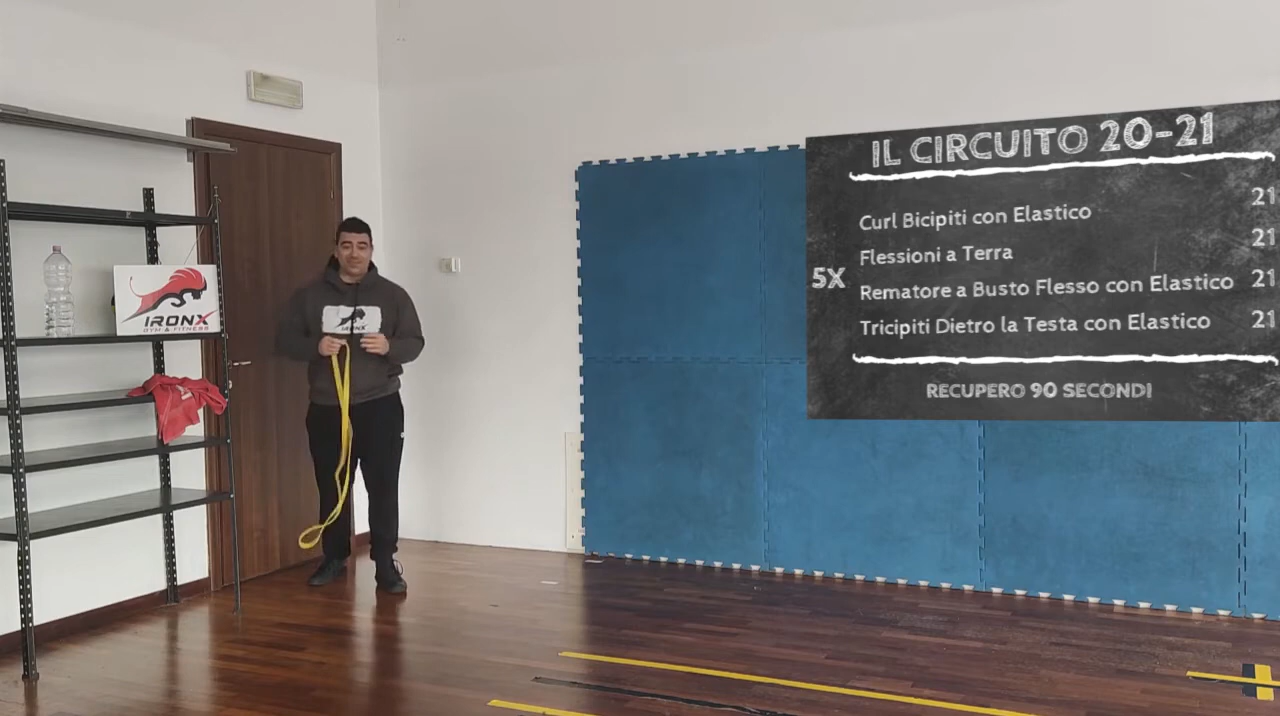 IL CIRCUITO 20-21
Curl Bicipiti con Elastico 21
Flessioni a Terra 21
5X
Rematore a Busto Flesso con Elastico 21
Tricipiti Dietro la Testa con Elastico 21
RECUPERO 90 SECONDI
IRONX
GYM & FITNESS
IRONX